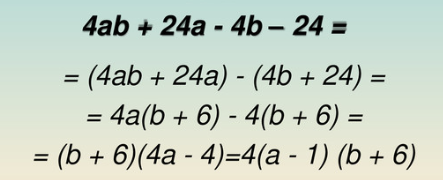 4ab + 24a - 4b – 24 =
= (4ab + 24a) - (4b + 24) =
= 4a(b + 6) - 4(b + 6) =
= (b + 6)(4a - 4)=4(a - 1) (b + 6)